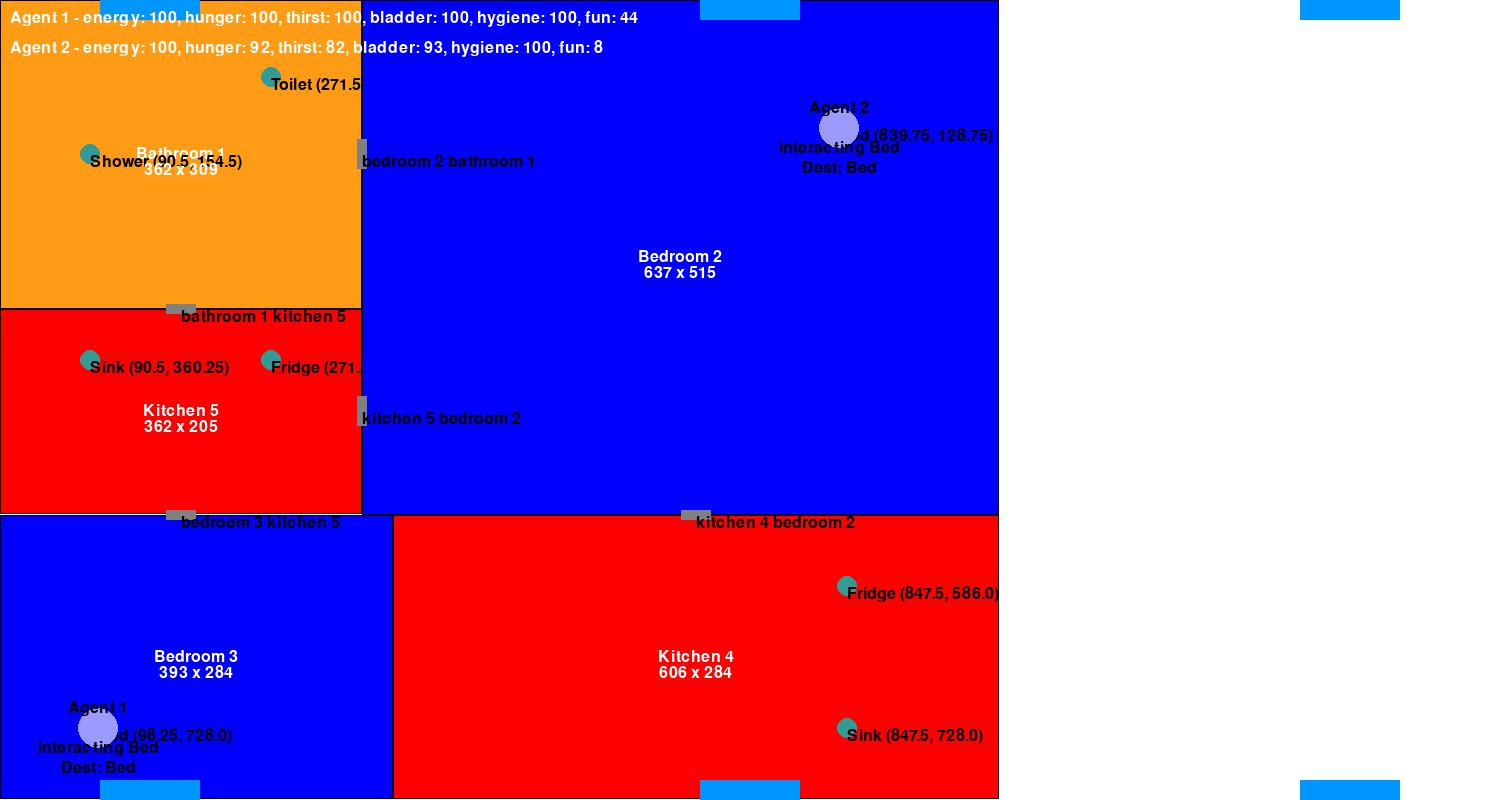 Agent 1 - energy: 100, hunger: 100, thirst: 100, bladder: 100, hygiene: 100, fun: 44
Agent 2 - energy: 100, hunger: 92, thirst: 82, bladder: 93, hygiene: 100, fun: 8
Toilet (271.5
Agent 2
d (839.75, 128.75)
interacting Bed
Dest: Bed
Bathroom 1
Shower (90.5, 154.5)
362 x 309
bedroom 2 bathroom 1
Bedroom 2
637 x 515
bathroom 1 kitchen 5
Sink (90.5, 360.25)
Fridge (271.
Kitchen 5
362 x 205
kitchen 5 bedroom 2
bedroom 3 kitchen 5
kitchen 4 bedroom 2
Fridge (847.5, 586.0)
Bedroom 3
393 x 284
Kitchen 4
606 x 284
Agent 1
d (98.25, 728.0)
interacting Bed
Dest: Bed
Sink (847.5, 728.0)